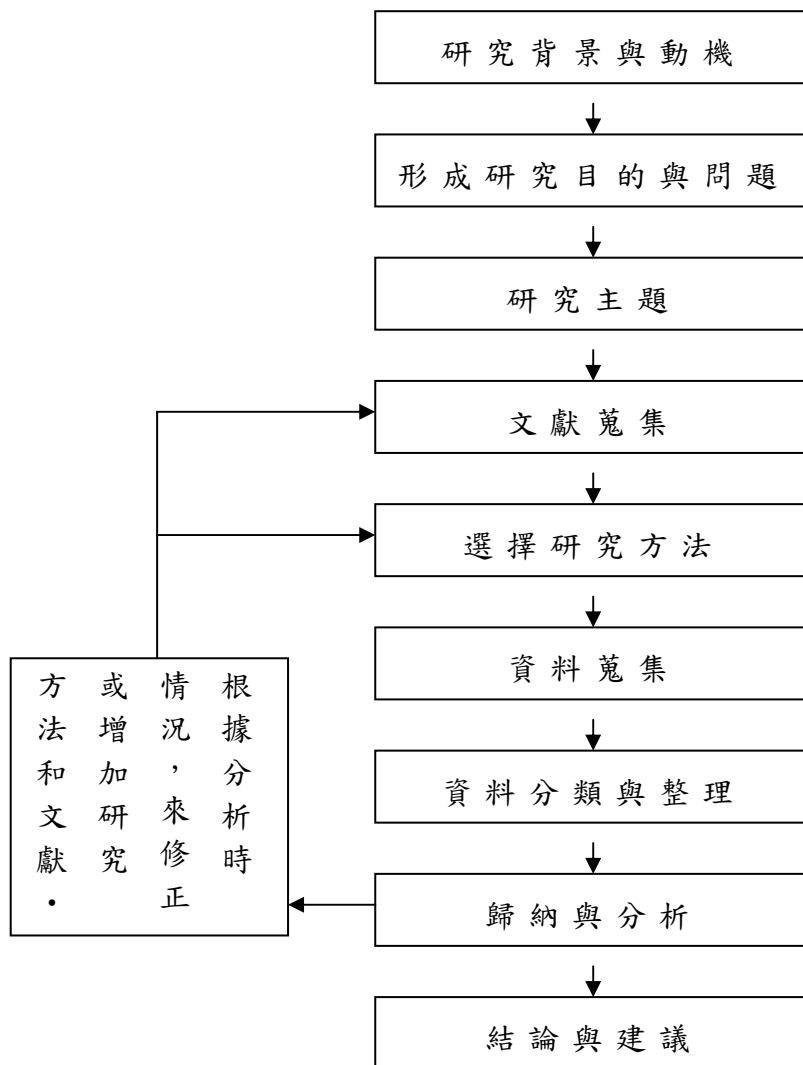 研究背景與動機
形成研究目的與問題
研究主題
文獻蒐集
選擇研究方法
資料蒐集
資料分類與整理
歸納與分析
結論與建議
根據分析時
情況，來修正
或增加研究
方法和文獻．